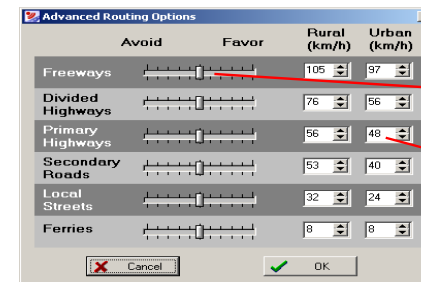 Advanced Routing Options
Avoid Favor Rural (km/h) Urban (km/h)
Freeways 105 97
Divided Highways 76 56
Primary Highways 56 48
Secondary Roads 53 40
Local Streets 32 24
Ferries 8 8
Cancel OK